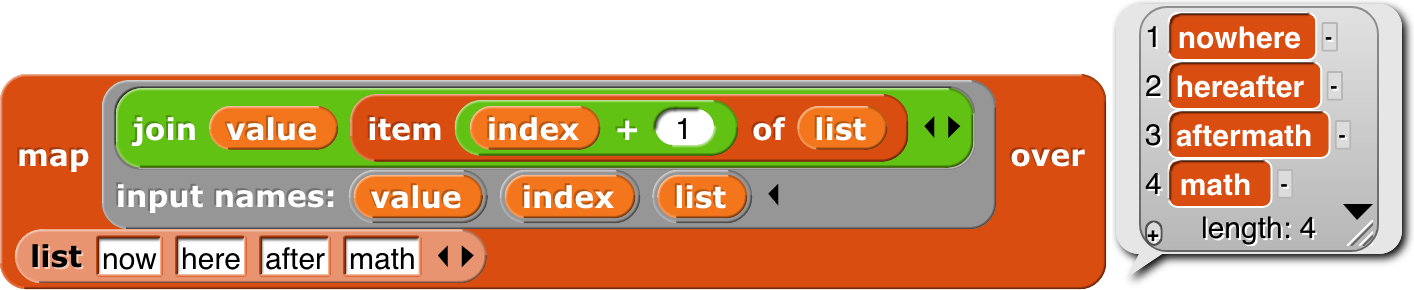 join value item index + 1 of list
map over
input names: value index list
list now here after math
1 nowhere -
2 hereafter -
3 aftermath -
4 math -
+ length: 4